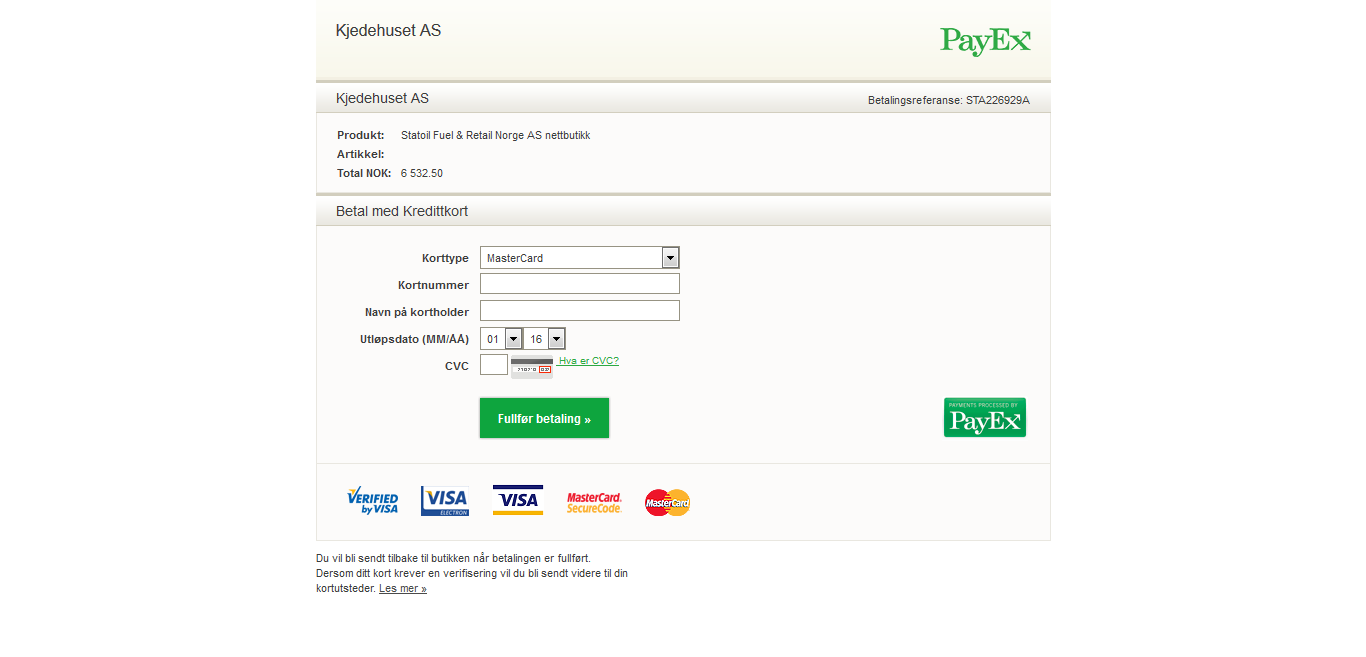 Kjedehuset AS
PayEx
Kjedehuset AS
Betalingsreferanse: STA226929A
Produkt: Statoil Fuel & Retail Norge AS nettbutikk
Artikkel:
Total NOK: 6 532.50
Betal med Kredittkort
Korttype MasterCard
Kortnummer
Navn på kortholder
Utløpsdato (MM/ÅÅ) 01 16
CVC Hva er CVC?
Fullfør betaling »
PAYMENTS PROCESSED BY
PayEx
VERIFIED
by VISA
VISA
ELECTRON
VISA
MasterCard.
SecureCode.
MasterCard
Du vil bli sendt tilbake til butikken når betalingen er fullført.
Dersom ditt kort krever en verifisering vil du bli sendt videre til din
kortutsteder. Les mer »